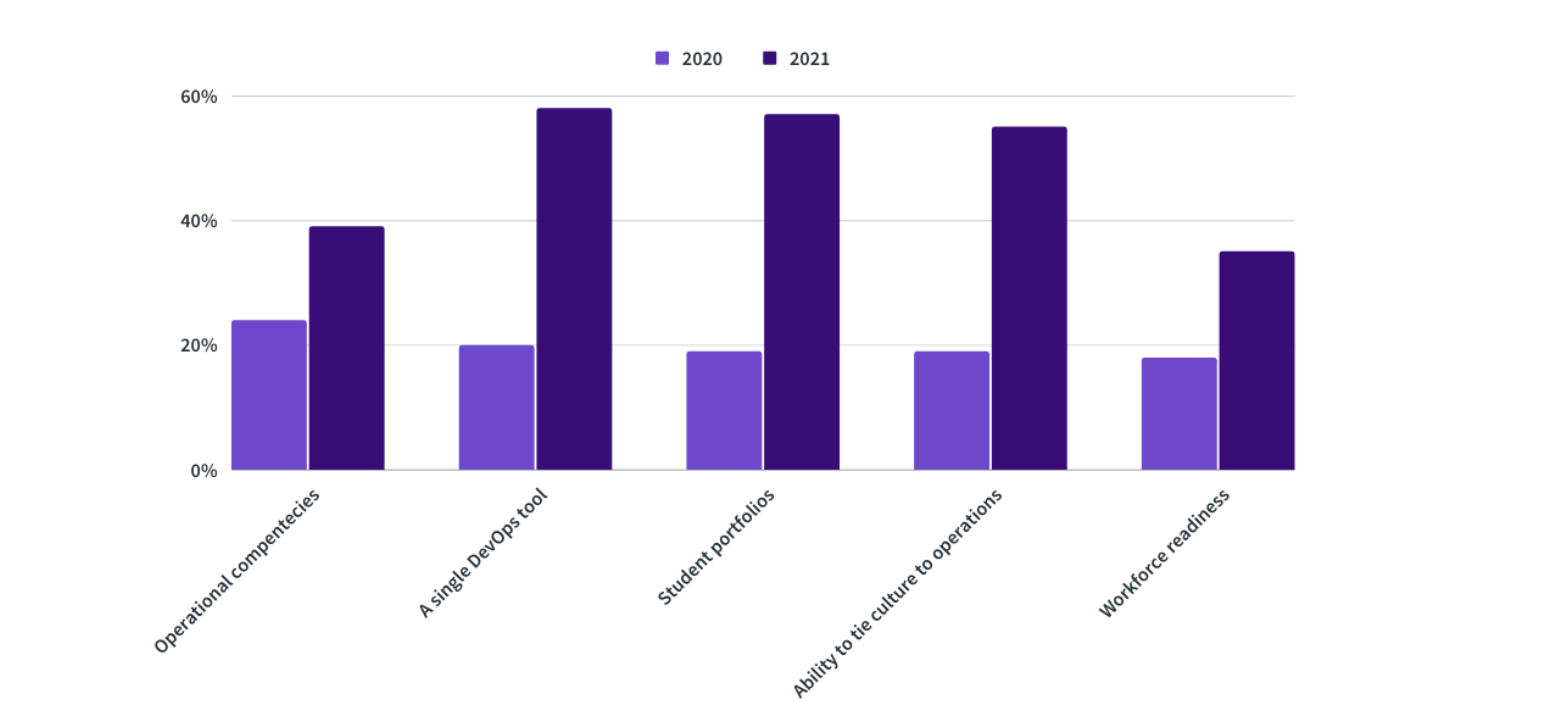 2020 2021
60%
40%
20%
0%
Operational compentecies
A single DevOps tool
Student portfolios
Ability to tie culture to operations
Workforce readiness